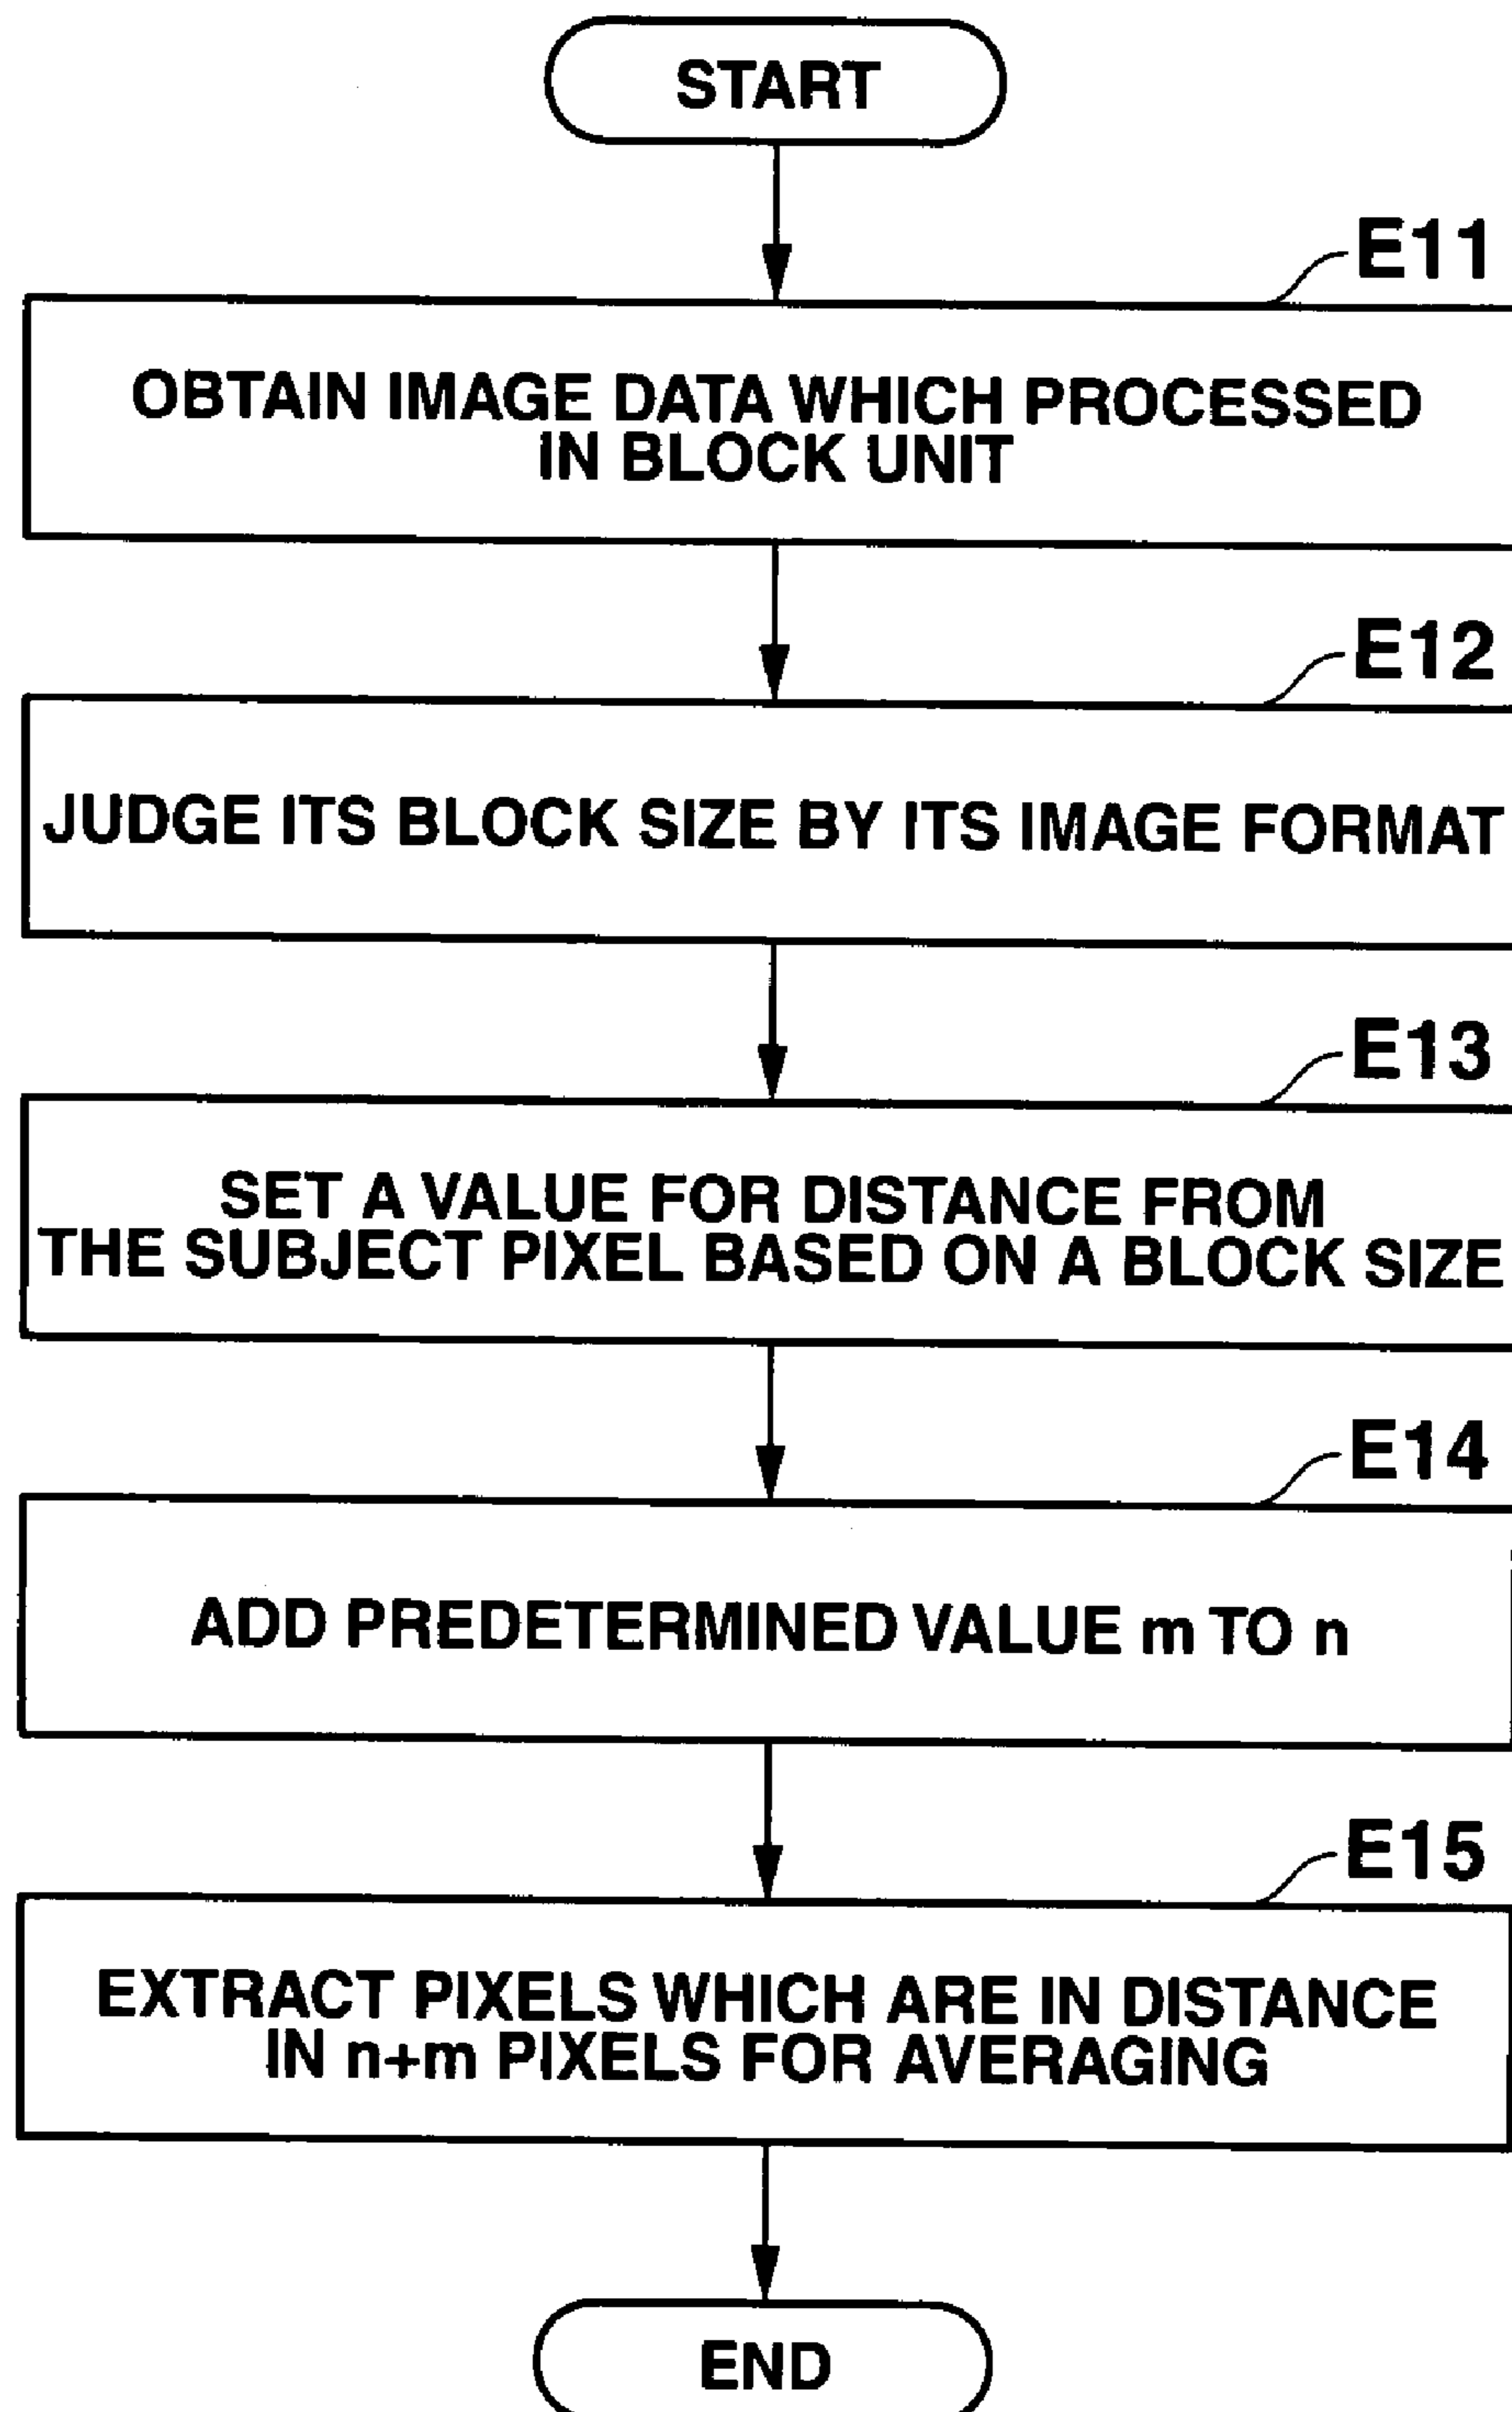 START
E11
OBTAIN IMAGE DATA WHICH PROCESSED
IN BLOCK UNIT
E12
JUDGE ITS BLOCK SIZE BY ITS IMAGE FORMAT
E13
SET A VALUE FOR DISTANCE FROM
THE SUBJECT PIXEL BASED ON A BLOCK SIZE
E14
ADD PREDETERMINED VALUE m TO n
E15
EXTRACT PIXELS WHICH ARE IN DISTANCE
IN n+m PIXELS FOR AVERAGING
END